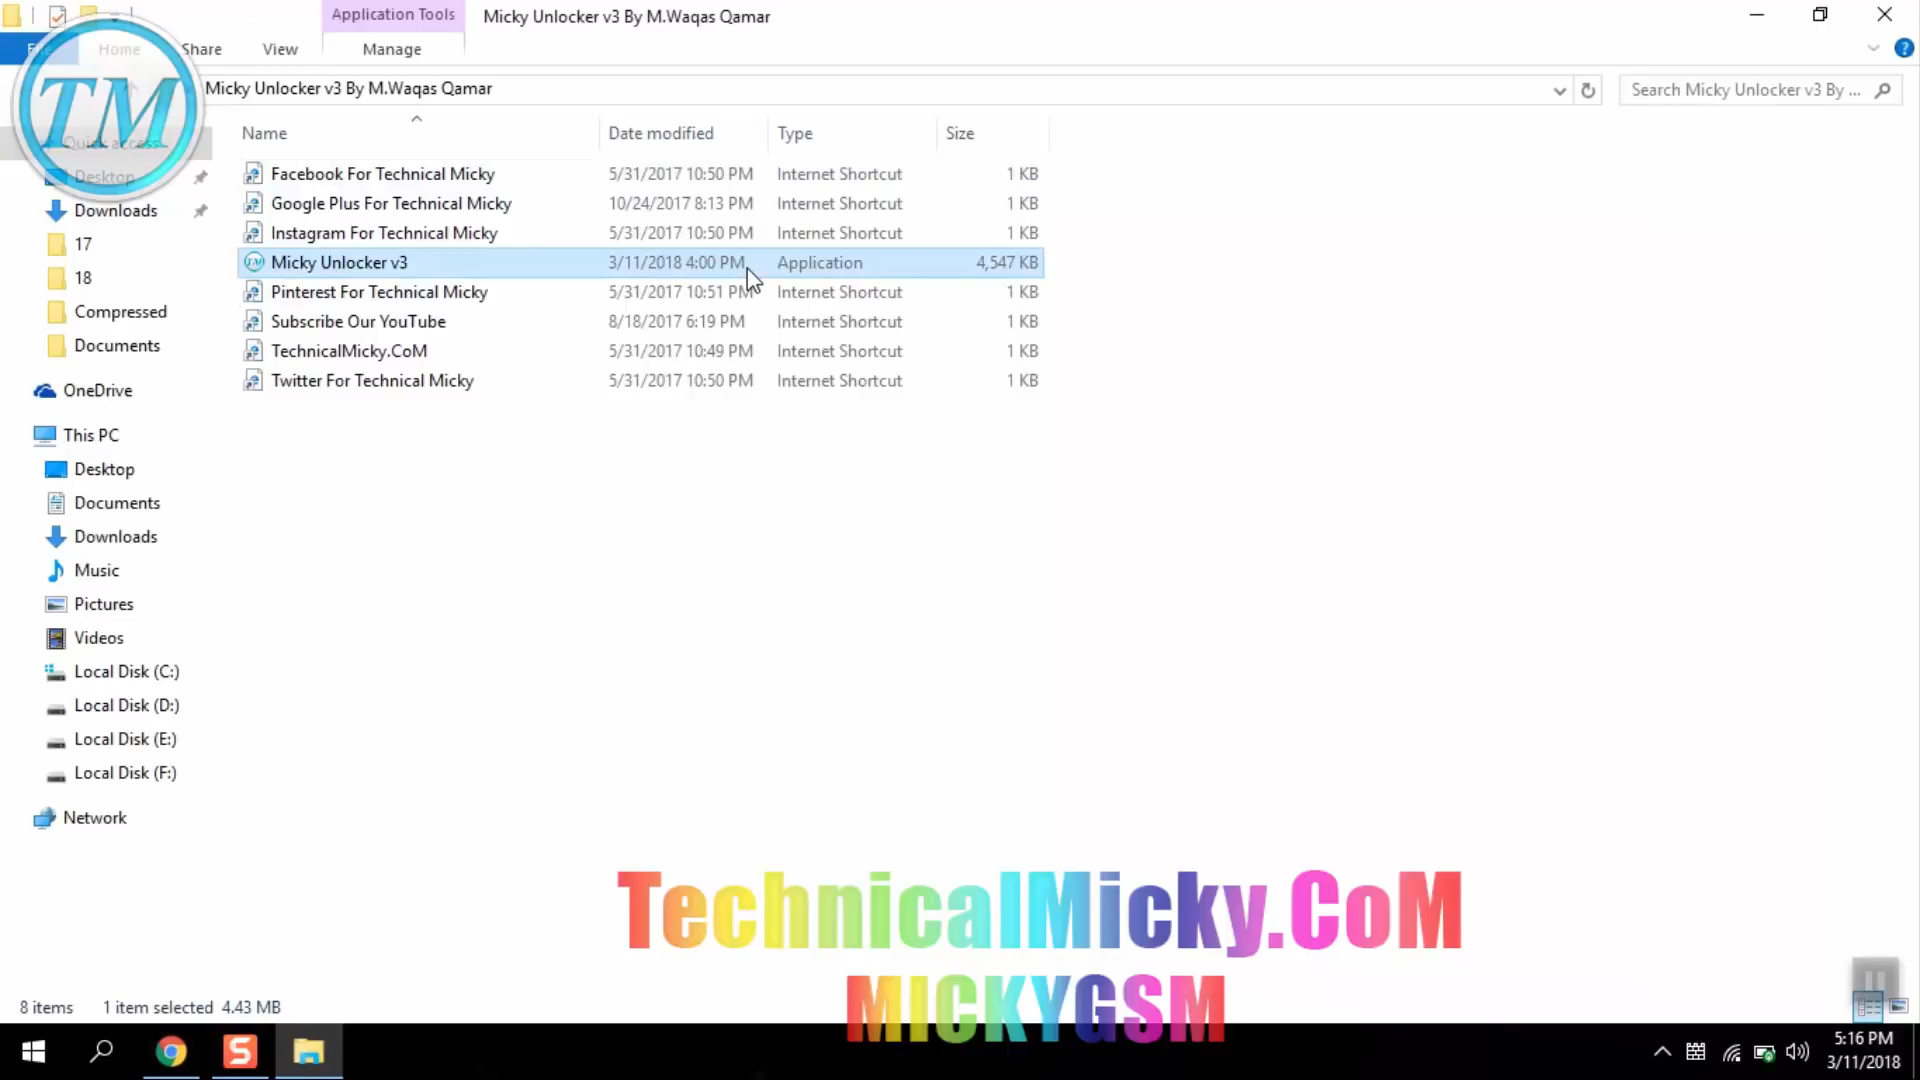 Application Tools
Micky Unlocker v3 By M.Waqas Qamar
File Home Share View Manage
Micky Unlocker v3 By M.Waqas Qamar
Search Micky Unlocker v3 By ...
TM
Name Date modified Type Size
Quick access
Desktop
Downloads
17
18
Compressed
Documents
OneDrive
This PC
Desktop
Documents
Downloads
Music
Pictures
Videos
Local Disk (C:)
Local Disk (D:)
Local Disk (E:)
Local Disk (F:)
Network
Facebook For Technical Micky 5/31/2017 10:50 PM Internet Shortcut 1 KB
Google Plus For Technical Micky 10/24/2017 8:13 PM Internet Shortcut 1 KB
Instagram For Technical Micky 5/31/2017 10:50 PM Internet Shortcut 1 KB
Micky Unlocker v3 3/11/2018 4:00 PM Application 4,547 KB
Pinterest For Technical Micky 5/31/2017 10:51 PM Internet Shortcut 1 KB
Subscribe Our YouTube 8/18/2017 6:19 PM Internet Shortcut 1 KB
TechnicalMicky.CoM 5/31/2017 10:49 PM Internet Shortcut 1 KB
Twitter For Technical Micky 5/31/2017 10:50 PM Internet Shortcut 1 KB
TechnicalMicky.CoM
MICKYGSM
8 items 1 item selected 4.43 MB
5:16 PM
3/11/2018